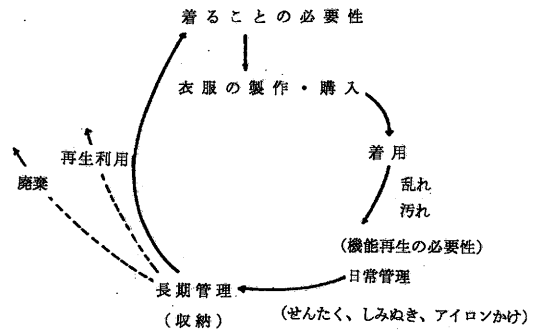 着ることの必要性
衣服の製作・購入
着用
乱れ
汚れ
(機能再生の必要性)
日常管理
(せんたく、しみぬき、アイロンかけ)
長期管理
(収納)
再生利用
廃棄